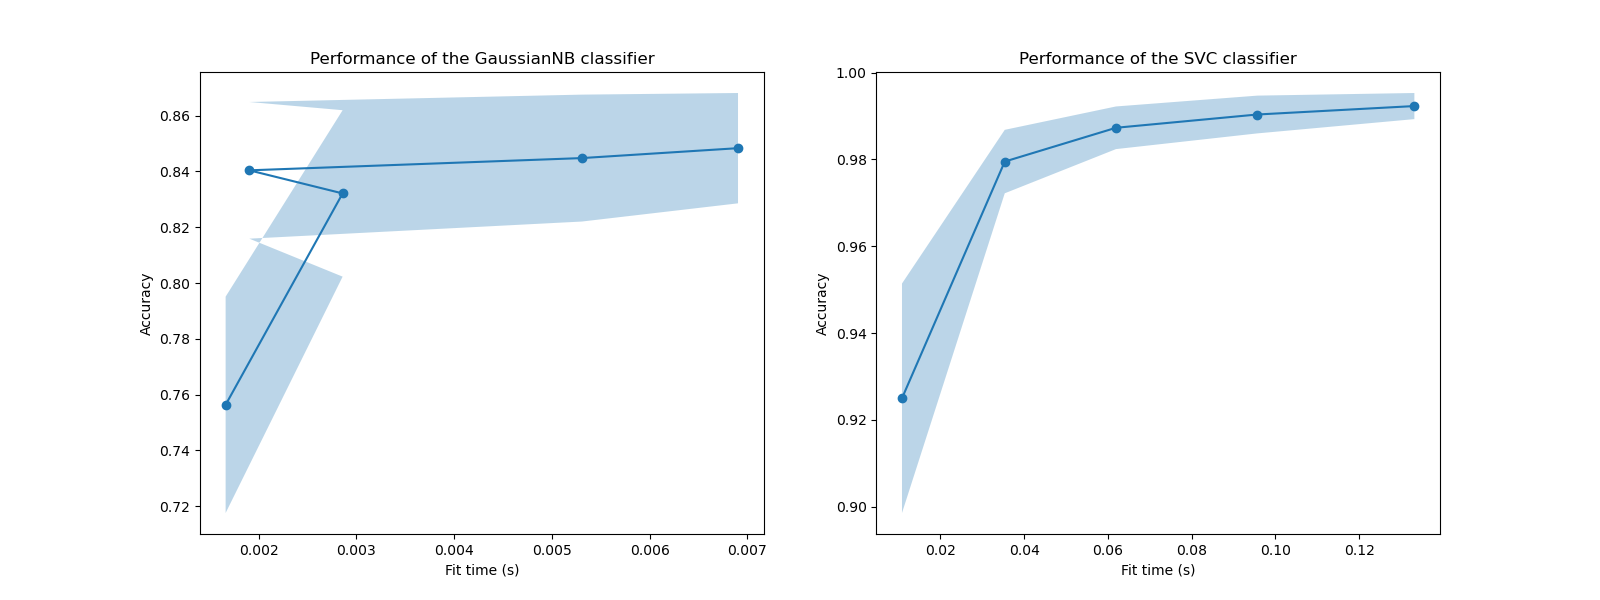 Performance of the GaussianNB classifier
Accuracy
0.86
0.84
0.82
0.80
0.78
0.76
0.74
0.72
0.002 0.003 0.004 0.005 0.006 0.007
Fit time (s)
Performance of the SVC classifier
Accuracy
1.00
0.98
0.96
0.94
0.92
0.90
0.02 0.04 0.06 0.08 0.10 0.12
Fit time (s)